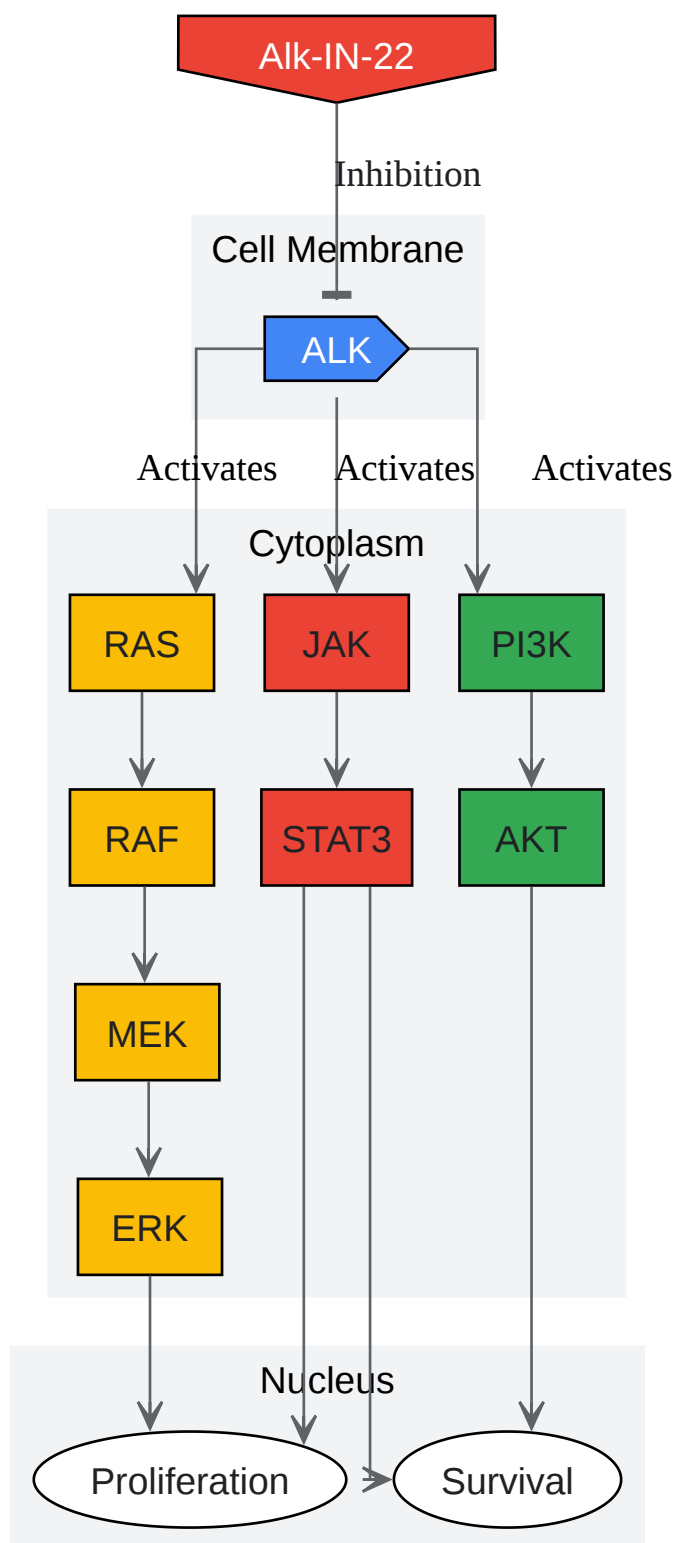 Alk-IN-22
Inhibition
Cell Membrane
ALK
Activates
Activates
Activates
Cytoplasm
RAS
JAK
PI3K
RAF
STAT3
AKT
MEK
ERK
Nucleus
Proliferation
Survival